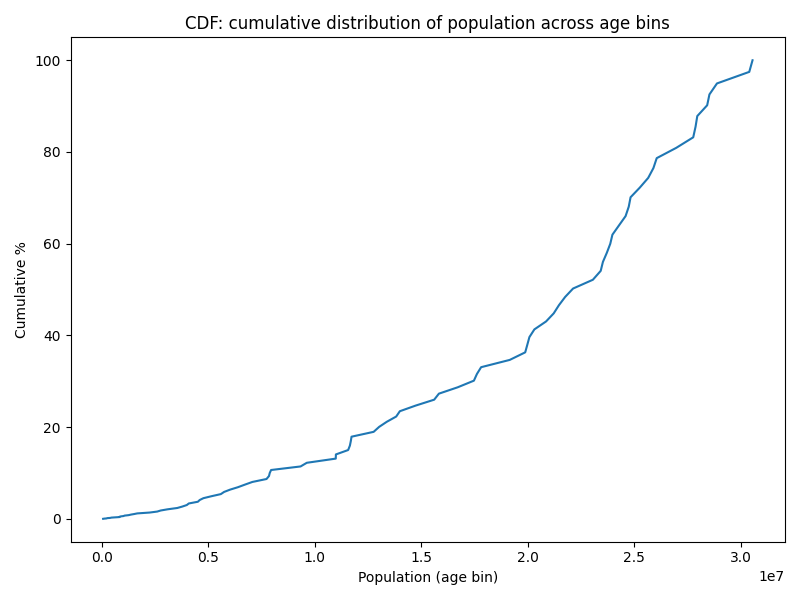 CDF: cumulative distribution of population across age bins
100
80
60
40
20
0
Cumulative %
0.0 0.5 1.0 1.5 2.0 2.5 3.0
1e7
Population (age bin)